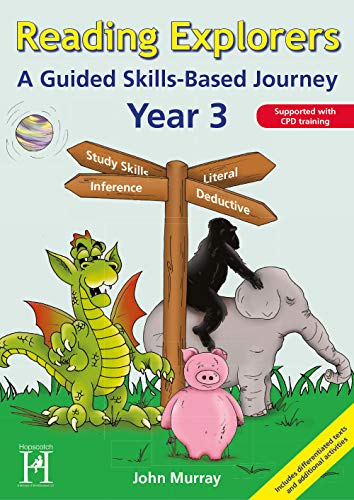 Reading Explorers
A Guided Skills-Based Journey
Year 3
Supported with
CPD training
Study Skills
Literal
Inference
Deductive
Includes differentiated texts
and additional activities
Hopscotch
John Murray